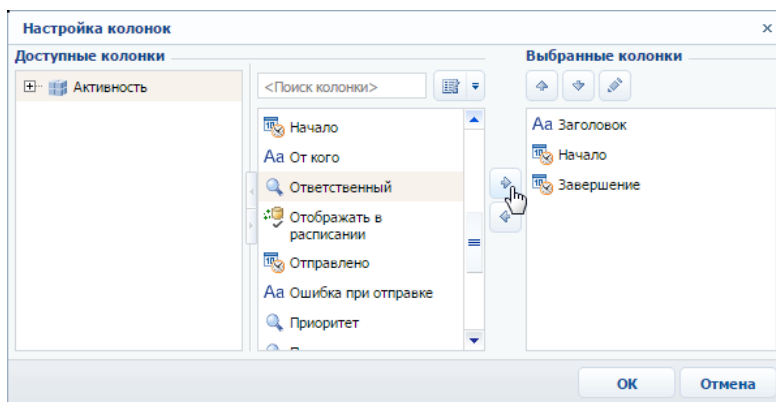 Настройка колонок
Доступные колонки
Активность
<Поиск колонки>
Начало
Aa От кого
Ответственный
Отображать в
расписании
Отправлено
Aa Ошибка при отправке
Приоритет
Выбранные колонки
Aa Заголовок
Начало
Завершение
ОК
Отмена